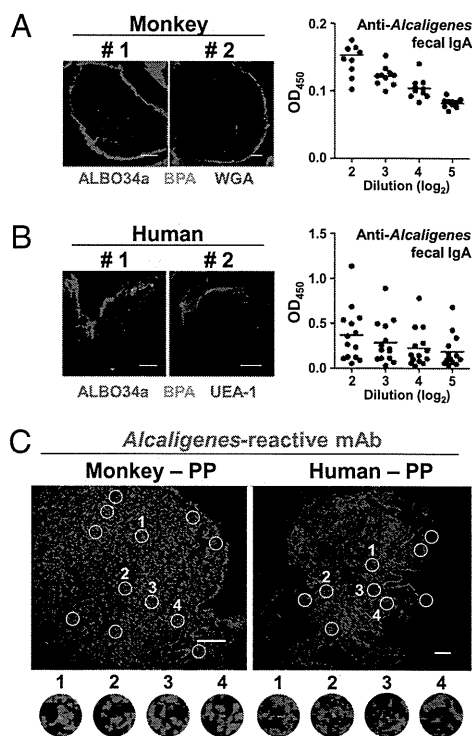 A
Monkey
# 1 # 2
ALBO34a BPA WGA
Anti-Alcaligenes
fecal IgA
OD450
0.2
0.1
0.0
2 3 4 5
Dilution (log2)
B
Human
# 1 # 2
ALBO34a BPA UEA-1
Anti-Alcaligenes
fecal IgA
OD450
1.5
1.0
0.5
0.0
2 3 4 5
Dilution (log2)
C
Alcaligenes-reactive mAb
Monkey – PP Human – PP
1
2
3
4
1
2
3
4
1 2 3 4 1 2 3 4